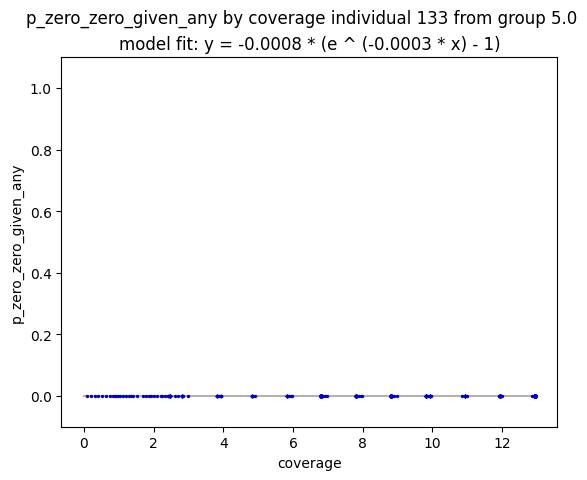 p_zero_zero_given_any by coverage individual 133 from group 5.0
model fit: y = -0.0008 * (e ^ (-0.0003 * x) - 1)
p_zero_zero_given_any
1.0
0.8
0.6
0.4
0.2
0.0
0 2 4 6 8 10 12
coverage